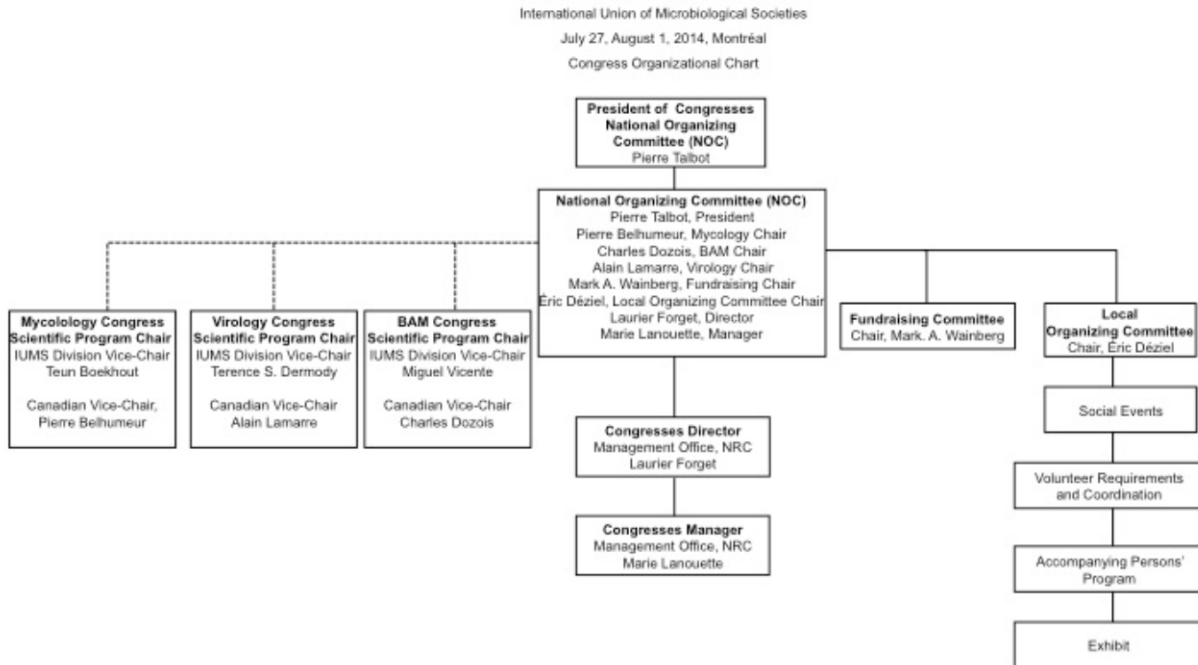 International Union of Microbiological Societies
July 27, August 1, 2014, Montréal
Congress Organizational Chart
President of Congresses
National Organizing
Committee (NOC)
Pierre Talbot
National Organizing Committee (NOC)
Pierre Talbot, President
Pierre Belhumeur, Mycology Chair
Charles Dozois, BAM Chair
Alain Lamarre, Virology Chair
Mark A. Wainberg, Fundraising Chair
Éric Déziel, Local Organizing Committee Chair
Laurier Forget, Director
Marie Lanouette, Manager
Mycolology Congress
Scientific Program Chair
IUMS Division Vice-Chair
Teun Boekhout
Canadian Vice-Chair,
Pierre Belhumeur
Virology Congress
Scientific Program Chair
IUMS Division Vice-Chair
Terence S. Dermody
Canadian Vice-Chair
Alain Lamarre
BAM Congress
Scientific Program Chair
IUMS Division Vice-Chair
Miguel Vicente
Canadian Vice-Chair
Charles Dozois
Fundraising Committee
Chair, Mark. A. Wainberg
Local
Organizing Committee
Chair, Éric Déziel
Social Events
Volunteer Requirements
and Coordination
Accompanying Persons'
Program
Exhibit
Congresses Director
Management Office, NRC
Laurier Forget
Congresses Manager
Management Office, NRC
Marie Lanouette